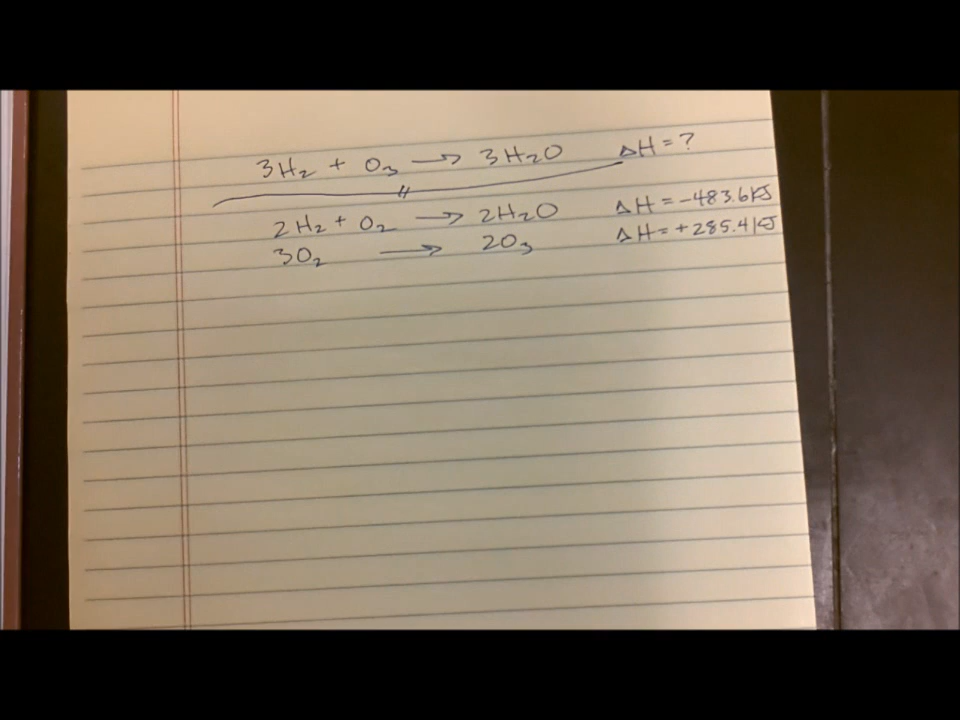 3H₂ + O₃ → 3H₂O ΔH = ?
2H₂ + O₂ → 2H₂O ΔH = -483.6kJ
3O₂ → 2O₃ ΔH = +285.4kJ